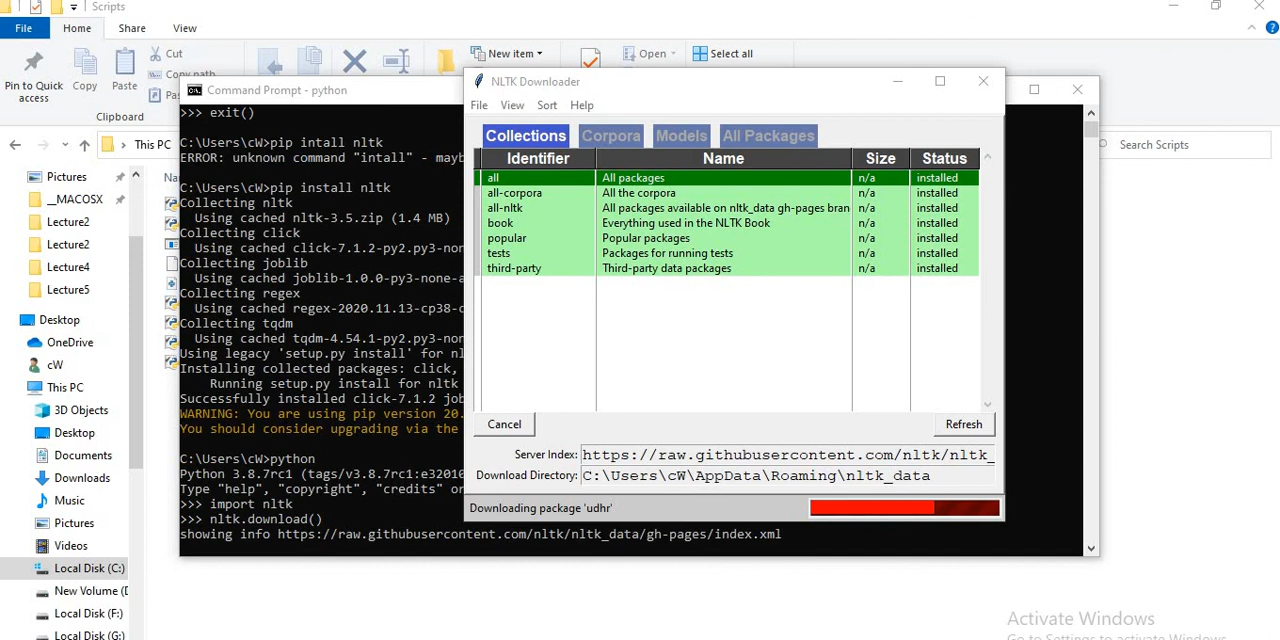 Scripts
File
Home
Share
View
Cut
New item
Open
Select all
Pin to Quick access
Copy
Paste
Copy path
Clipboard
This PC
Search Scripts
Pictures
__MACOSX
Lecture2
Lecture2
Lecture4
Lecture5
Desktop
OneDrive
cW
This PC
3D Objects
Desktop
Documents
Downloads
Music
Pictures
Videos
Local Disk (C:)
New Volume (D
Local Disk (F:)
Local Disk (G:)
Command Prompt - python
>>> exit()
C:\Users\cW>pip intall nltk
ERROR: unknown command "intall" - mayb
C:\Users\cW>pip install nltk
Collecting nltk
Using cached nltk-3.5.zip (1.4 MB)
Collecting click
Using cached click-7.1.2-py2.py3-non
Collecting joblib
Using cached joblib-1.0.0-py3-none-a
Collecting regex
Using cached regex-2020.11.13-cp38-c
Collecting tqdm
Using cached tqdm-4.54.1-py2.py3-non
Using legacy 'setup.py install' for nl
Installing collected packages: click,
Running setup.py install for nltk
Successfully installed click-7.1.2 job
WARNING: You are using pip version 20.
You should consider upgrading via the
C:\Users\cW>python
Python 3.8.7rc1 (tags/v3.8.7rc1:e32010
Type "help", "copyright", "credits" or
>>> import nltk
>>> nltk.download()
showing info https://raw.githubusercontent.com/nltk/nltk_data/gh-pages/index.xml
NLTK Downloader
File View Sort Help
Collections Corpora Models All Packages
Identifier Name Size Status
all All packages n/a installed
all-corpora All the corpora n/a installed
all-nltk All packages available on nltk_data gh-pages bran n/a installed
book Everything used in the NLTK Book n/a installed
popular Popular packages n/a installed
tests Packages for running tests n/a installed
third-party Third-party data packages n/a installed
Cancel Refresh
Server Index: https://raw.githubusercontent.com/nltk/nltk_
Download Directory: C:\Users\cW\AppData\Roaming\nltk_data
Downloading package 'udhr'
Activate Windows
Go to Settings to activate Windows